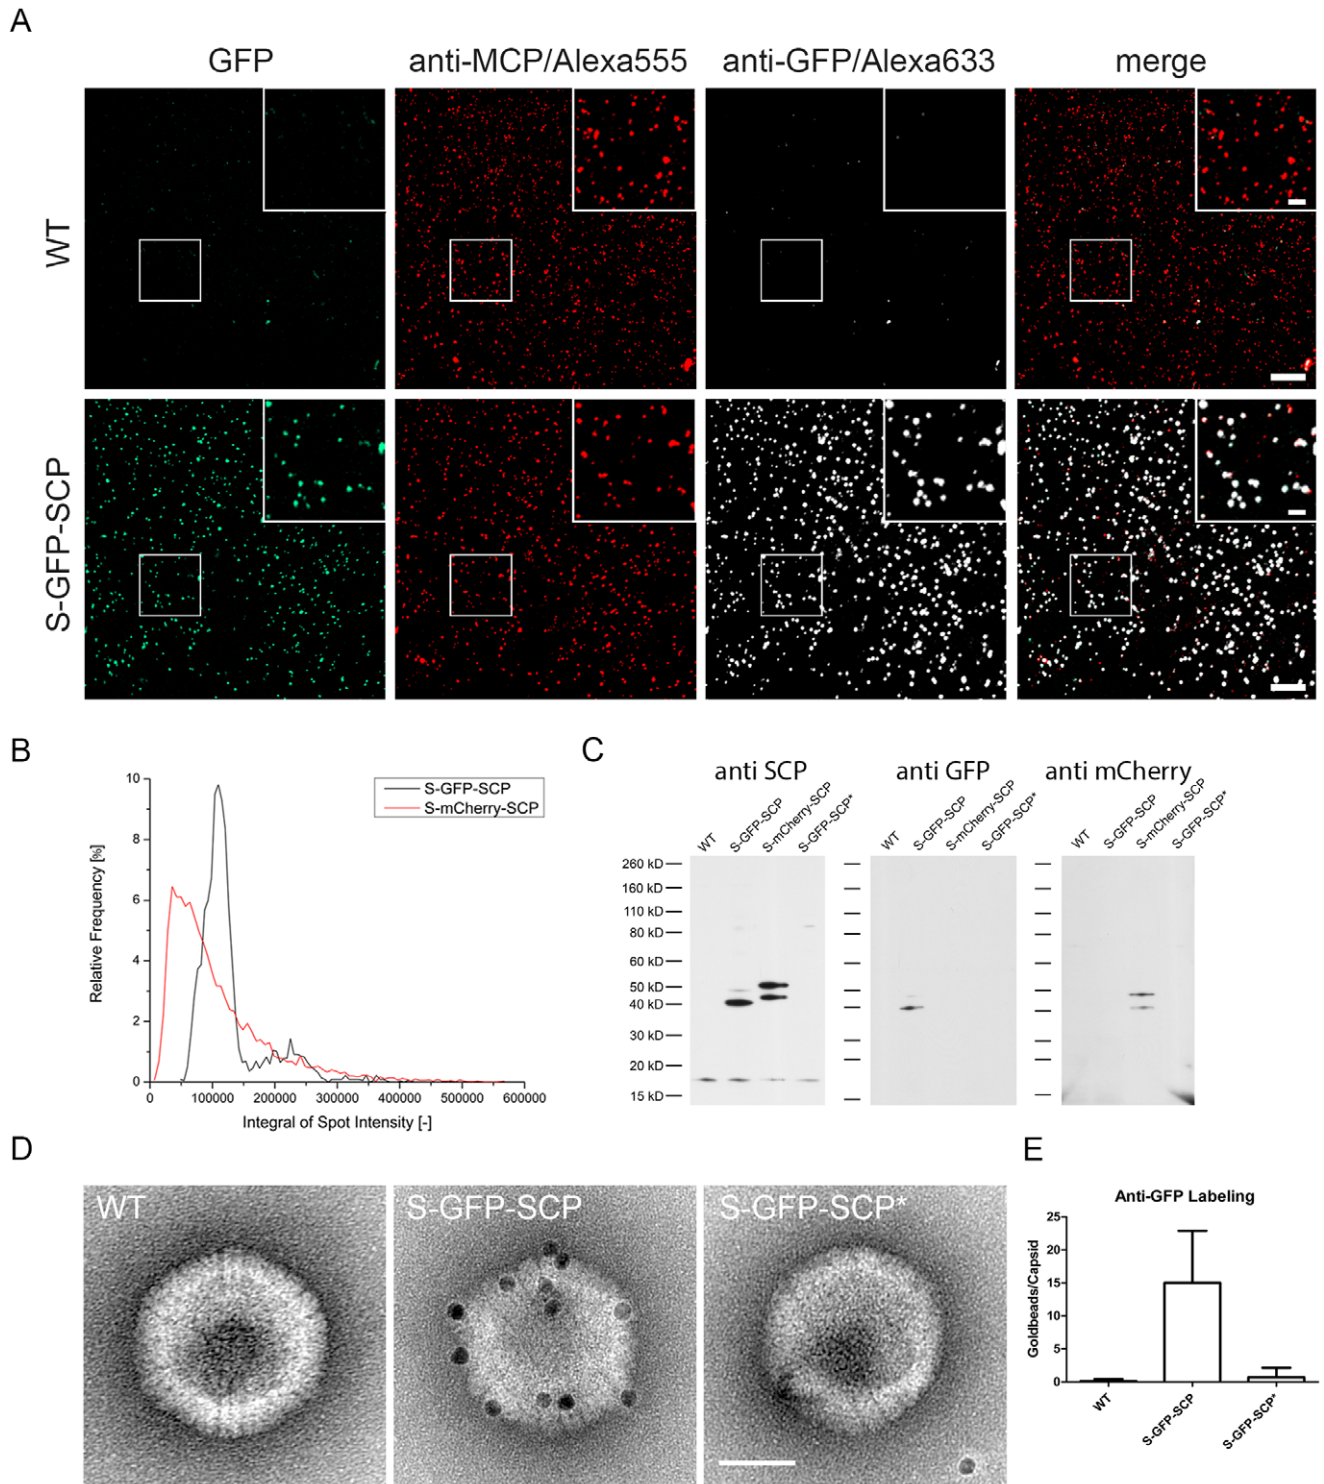 A
GFP
anti-MCP/Alexa555
anti-GFP/Alexa633
merge
WT
S-GFP-SCP
B
10
8
6
4
2
0
Relative Frequency [%]
S-GFP-SCP
S-mCherry-SCP
0
100000
200000
300000
400000
500000
600000
Integral of Spot Intensity [-]
C
anti SCP
anti GFP
anti mCherry
WT
S-GFP-SCP
S-mCherry-SCP
S-GFP-SCP*
WT
S-GFP-SCP
S-mCherry-SCP
S-GFP-SCP*
WT
S-GFP-SCP
S-mCherry-SCP
S-GFP-SCP*
260 kD
160 kD
110 kD
80 kD
60 kD
50 kD
40 kD
30 kD
20 kD
15 kD
D
WT
S-GFP-SCP
S-GFP-SCP*
E
Anti-GFP Labeling
Goldbeads/Capsid
25
20
15
10
5
0
WT
S-GFP-SCP
S-GFP-SCP*